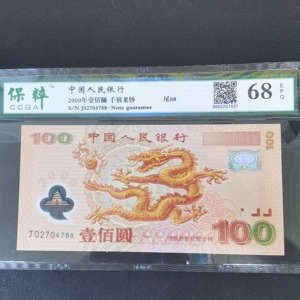 保粹
CCGA
中国人民银行
2000年壹佰圓 千禧龙钞 尾88
S/N J02704788-Note guarantee
68
EPQ
100
中国人民银行
100
J02704788
壹佰圆
100